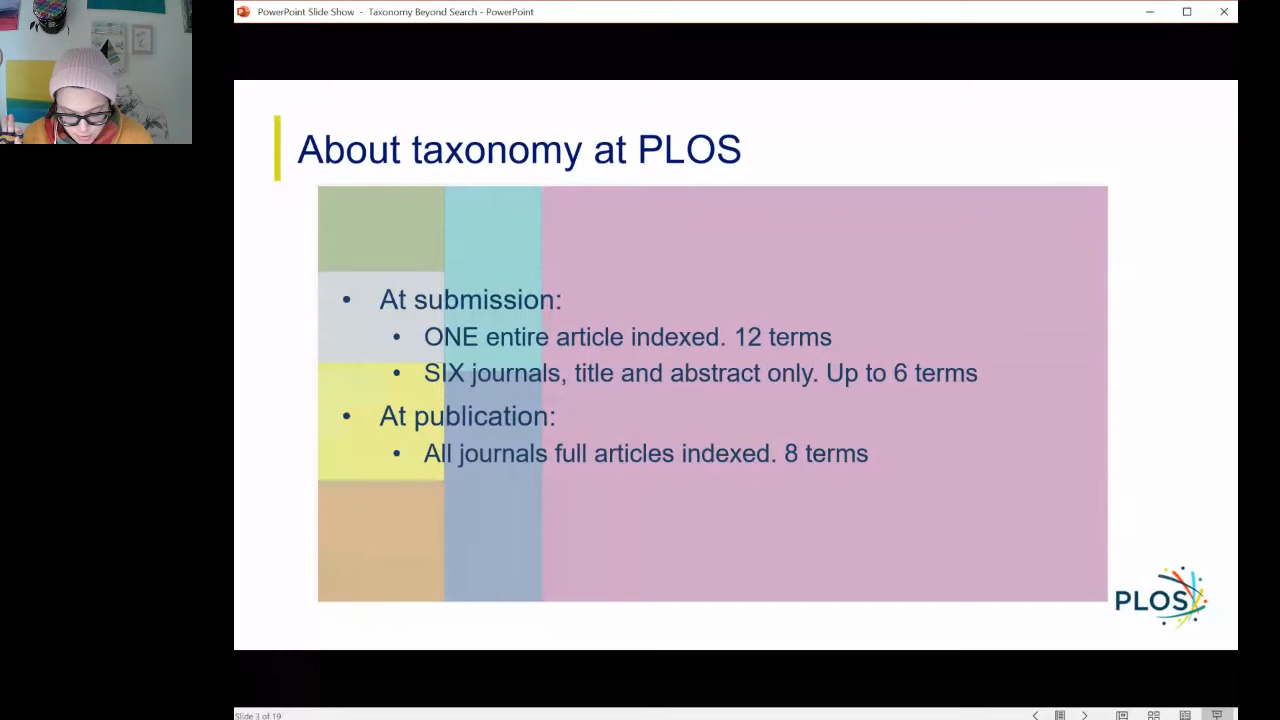 PowerPoint Slide Show - Taxonomy Beyond Search - PowerPoint
About taxonomy at PLOS
• At submission:
• ONE entire article indexed. 12 terms
• SIX journals, title and abstract only. Up to 6 terms
• At publication:
• All journals full articles indexed. 8 terms
PLOS
Slide 3 of 19